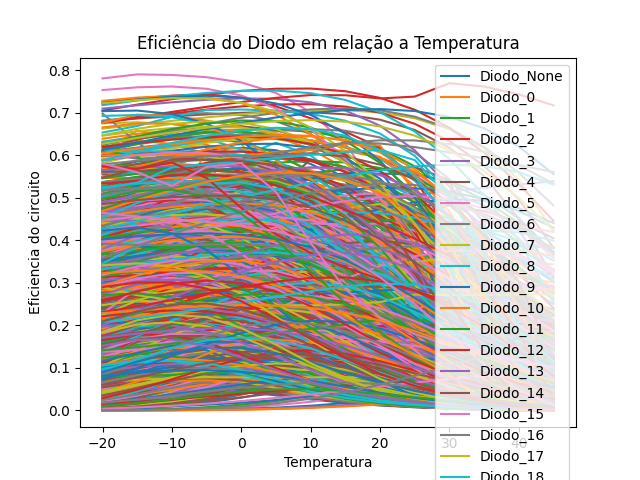 Eficiência do Diodo em relação a Temperatura
Eficiencia do circuito
0.8
0.7
0.6
0.5
0.4
0.3
0.2
0.1
0.0
−20
−10
0
10
20
30
40
Temperatura
Diodo_None
Diodo_0
Diodo_1
Diodo_2
Diodo_3
Diodo_4
Diodo_5
Diodo_6
Diodo_7
Diodo_8
Diodo_9
Diodo_10
Diodo_11
Diodo_12
Diodo_13
Diodo_14
Diodo_15
Diodo_16
Diodo_17
Diodo_18